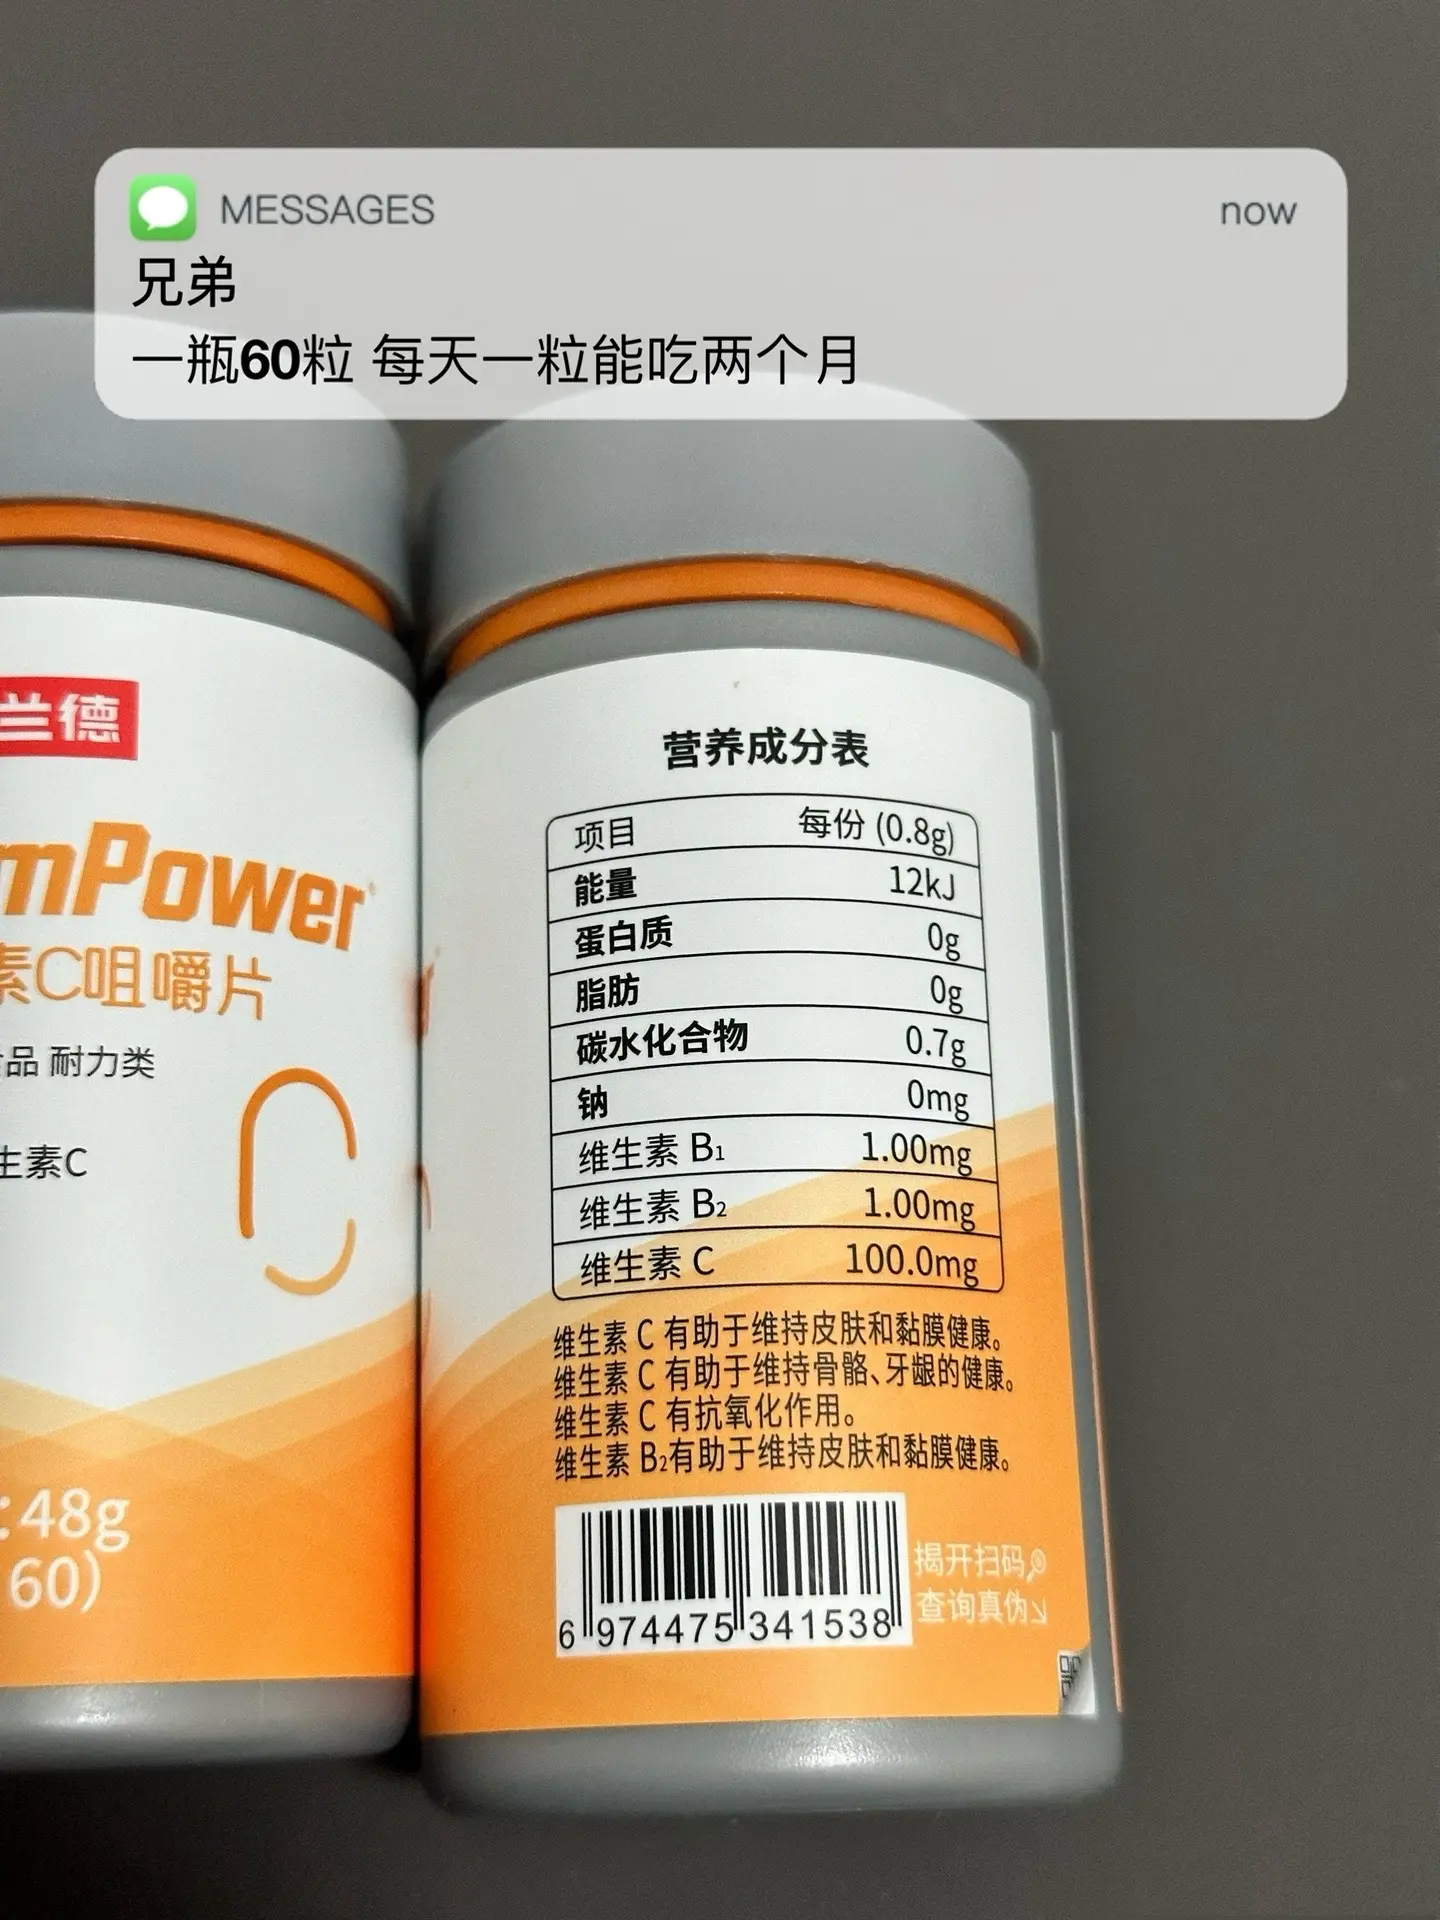 MESSAGES
now
兄弟
一瓶60粒 每天一粒能吃两个月
兰德
mPower
素C咀嚼片
品 耐力类
生素C
: 48g
60)
营养成分表
项目 每份 (0.8g)
能量 12kJ
蛋白质 0g
脂肪 0g
碳水化合物 0.7g
钠 0mg
维生素 B₁ 1.00mg
维生素 B₂ 1.00mg
维生素 C 100.0mg
维生素 C 有助于维持皮肤和黏膜健康。
维生素 C 有助于维持骨骼、牙龈的健康。
维生素 C 有抗氧化作用。
维生素 B₂有助于维持皮肤和黏膜健康。
6 974475 341538
揭开扫码
查询真伪